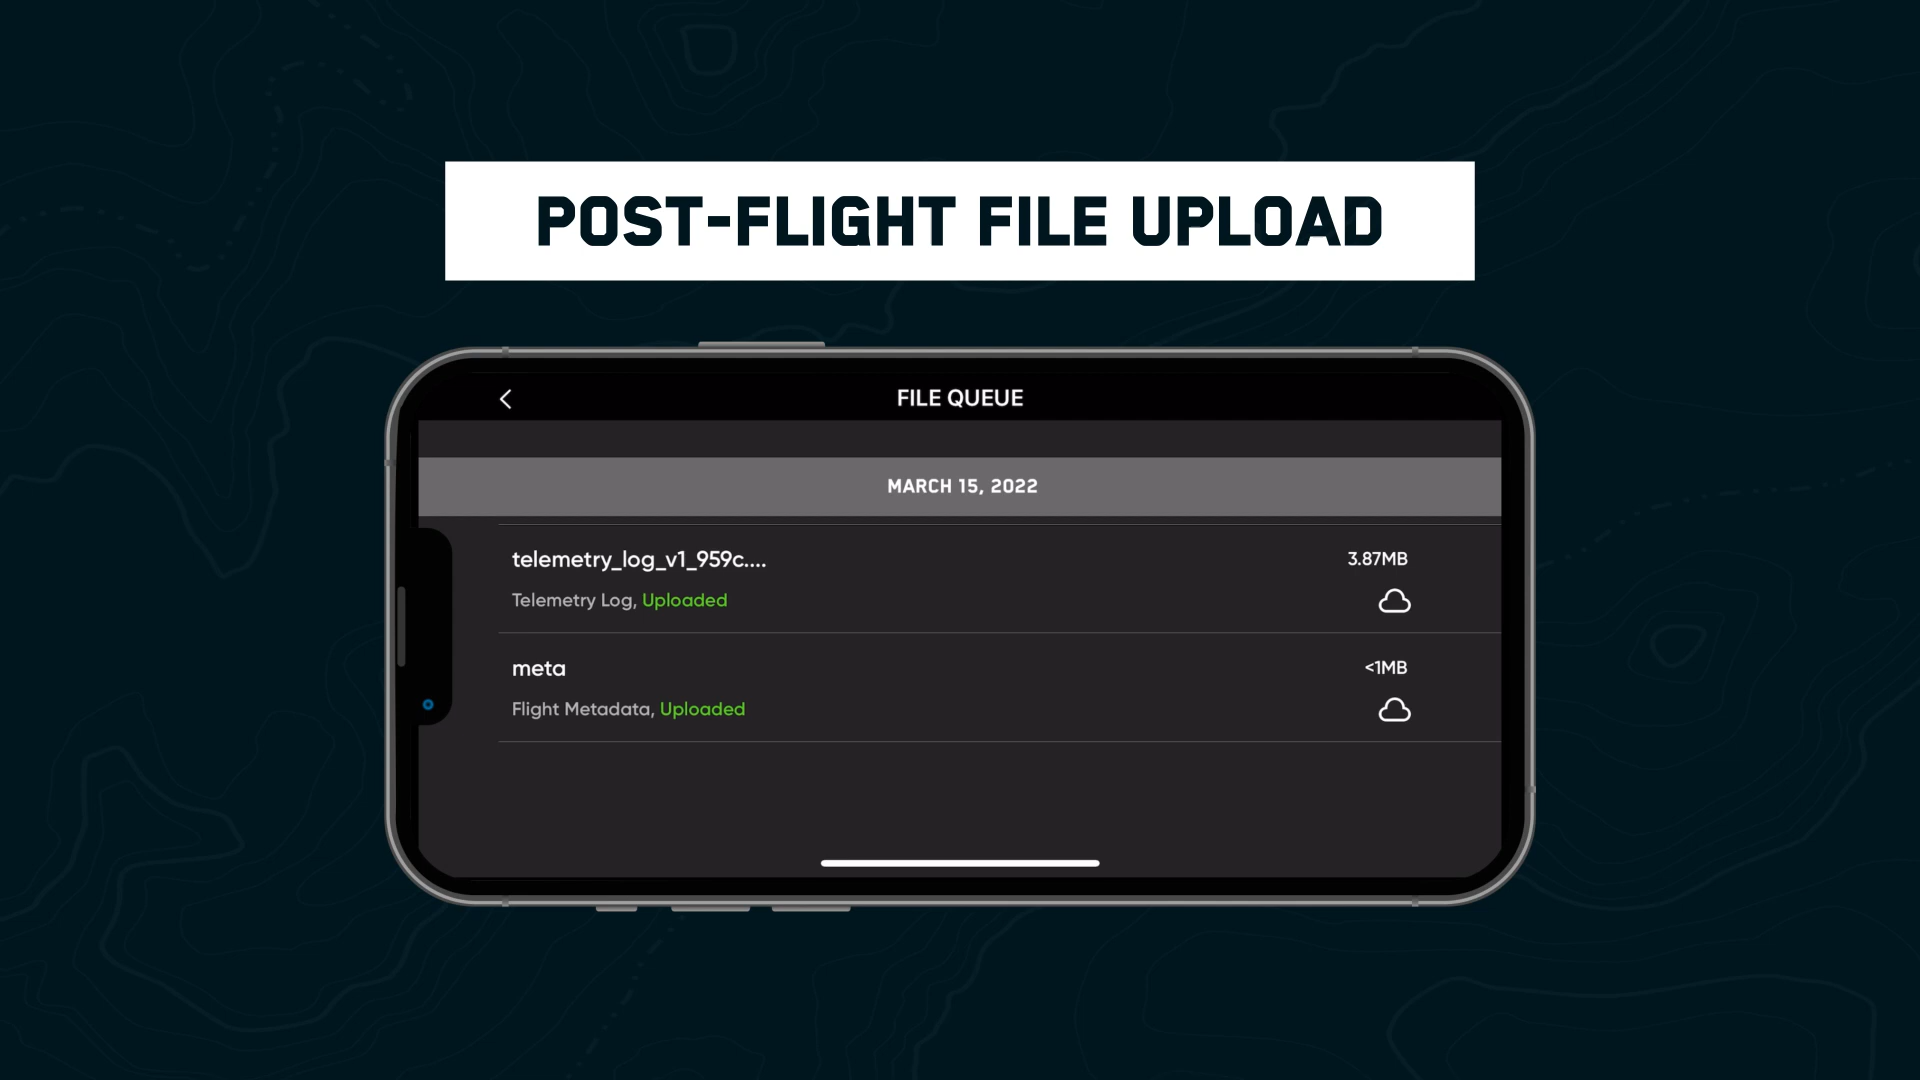 POST-FLIGHT FILE UPLOAD
FILE QUEUE
MARCH 15, 2022
telemetry_log_v1_959c.... 3.87MB
Telemetry Log, Uploaded
meta <1MB
Flight Metadata, Uploaded